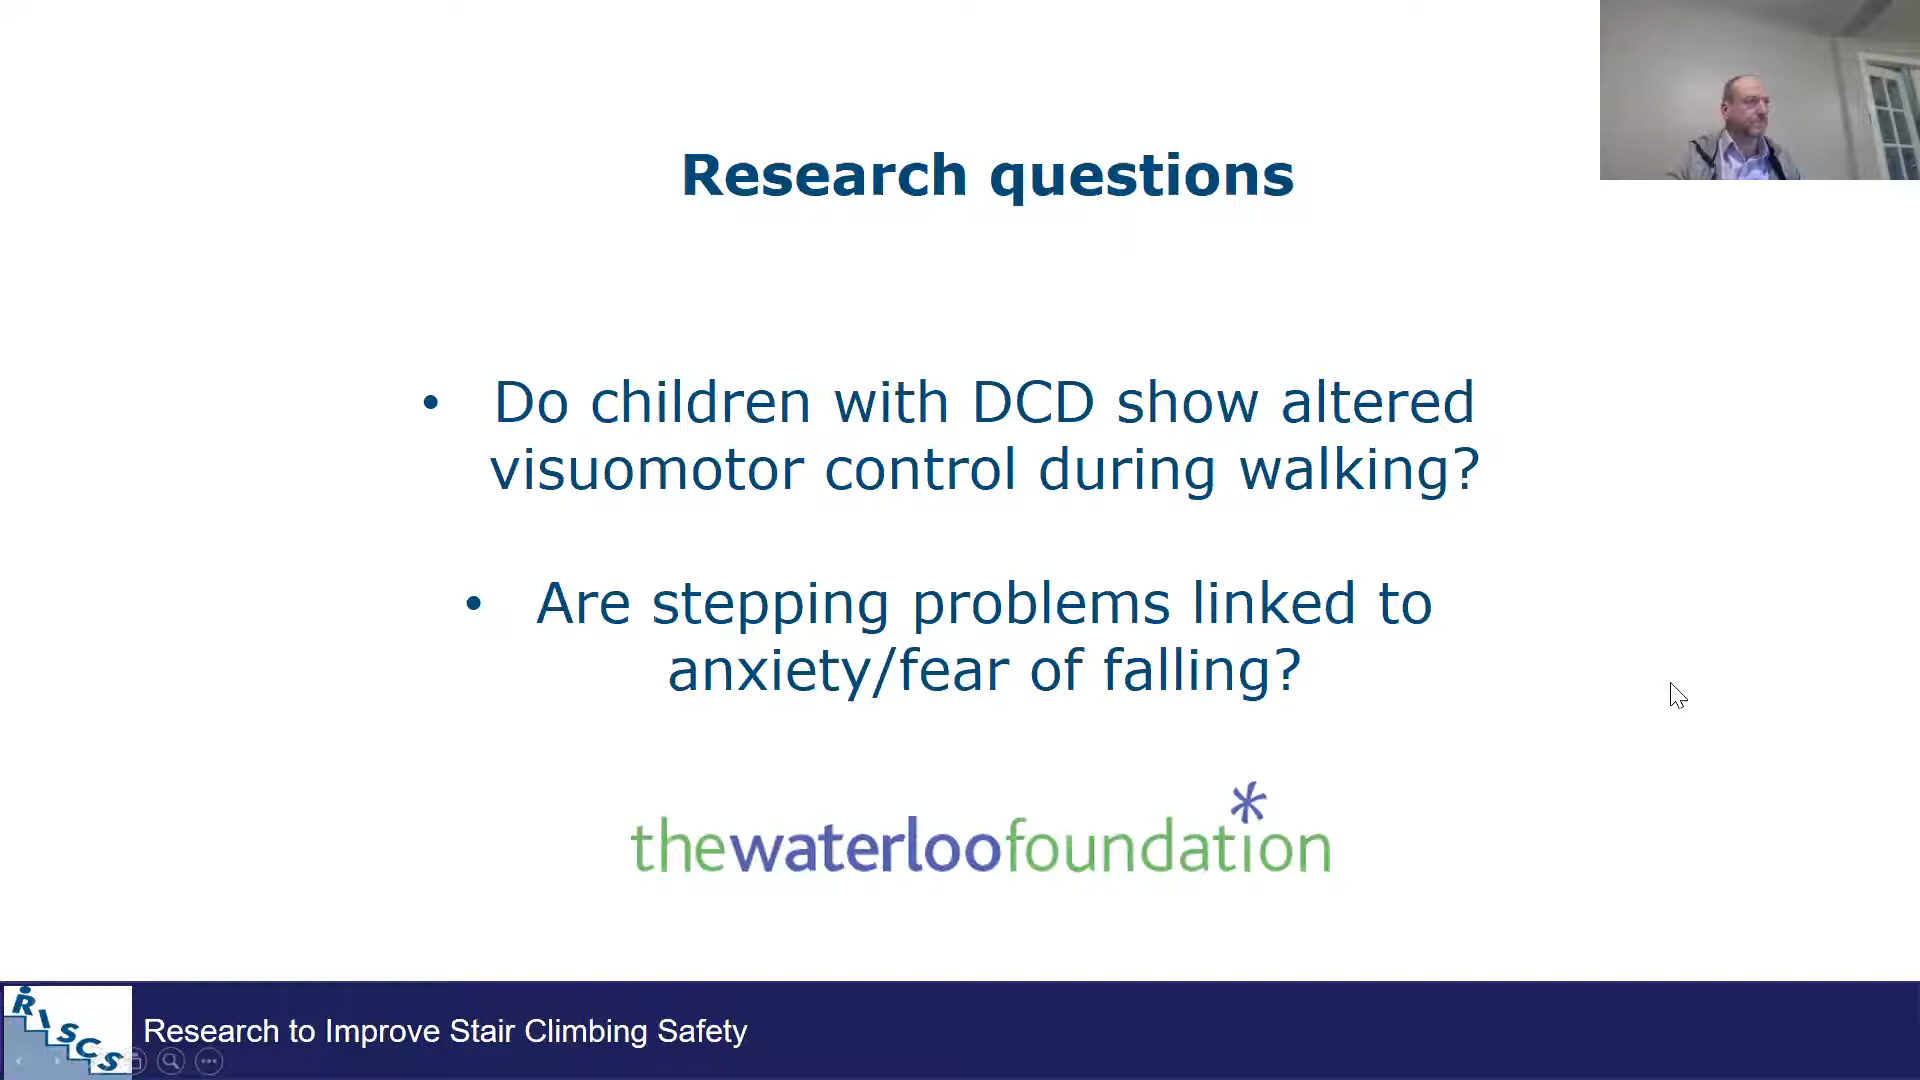 Research questions
• Do children with DCD show altered
visuomotor control during walking?
• Are stepping problems linked to
anxiety/fear of falling?
thewaterloofoundation
RISCS
Research to Improve Stair Climbing Safety